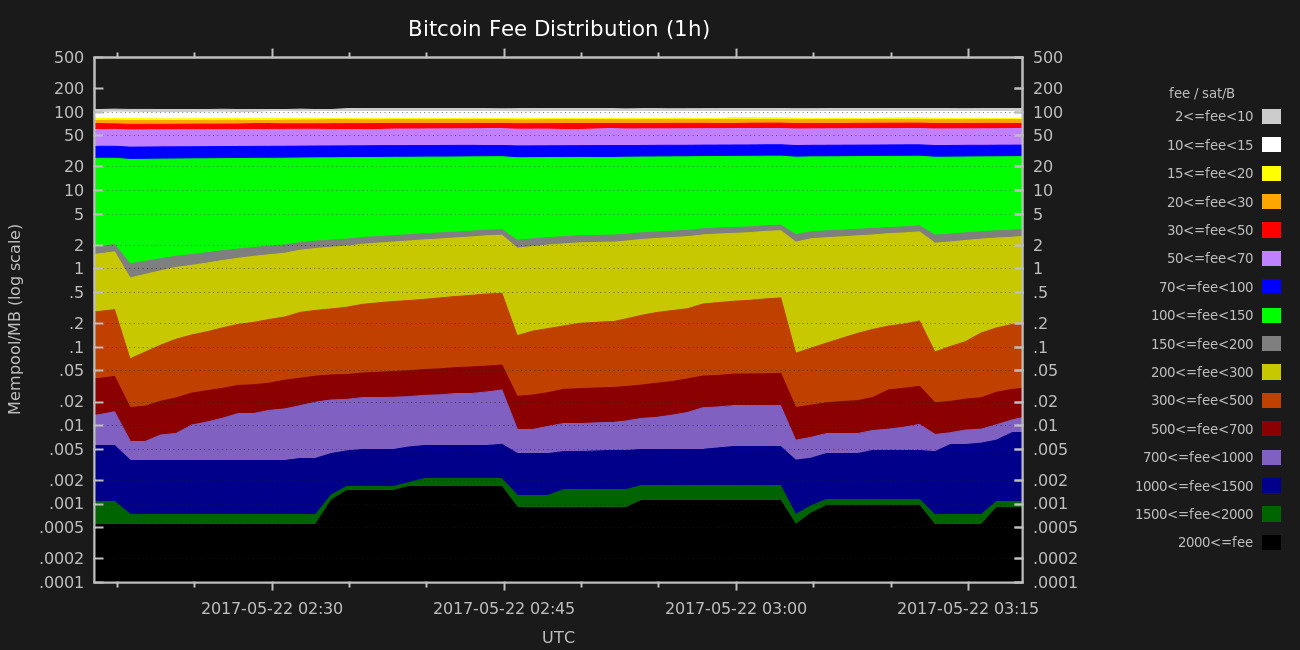 Bitcoin Fee Distribution (1h)
Mempool/MB (log scale)
500
200
100
50
20
10
5
2
1
.5
.2
.1
.05
.02
.01
.005
.002
.001
.0005
.0002
.0001
500
200
100
50
20
10
5
2
1
.5
.2
.1
.05
.02
.01
.005
.002
.001
.0005
.0002
.0001
2017-05-22 02:30 2017-05-22 02:45 2017-05-22 03:00 2017-05-22 03:15
UTC
fee / sat/B
2<=fee<10
10<=fee<15
15<=fee<20
20<=fee<30
30<=fee<50
50<=fee<70
70<=fee<100
100<=fee<150
150<=fee<200
200<=fee<300
300<=fee<500
500<=fee<700
700<=fee<1000
1000<=fee<1500
1500<=fee<2000
2000<=fee